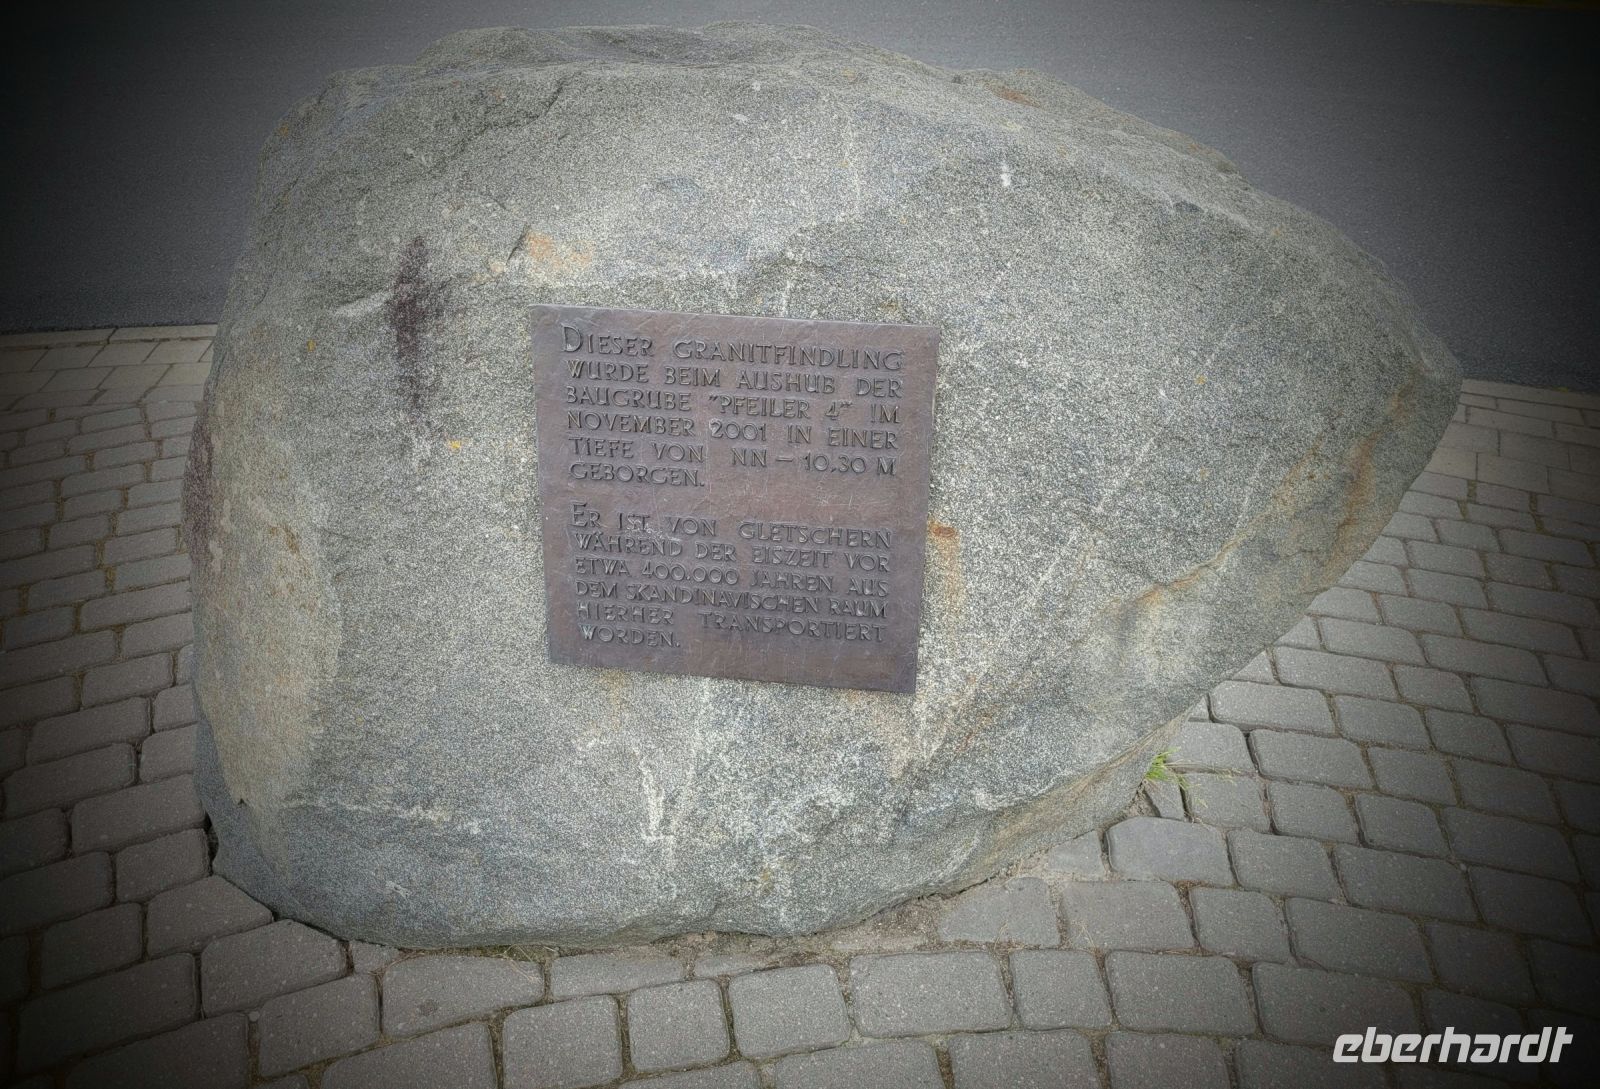 DIESER GRANITFINDLING
WURDE BEIM AUSHUB DER
BAUGRUBE "PFEILER 4" IM
NOVEMBER 2001 IN EINER
TIEFE VON NN – 10,30 M
GEBORGEN.
ER IST VON GLETSCHERN
WÄHREND DER EISZEIT VOR
ETWA 400.000 JAHREN AUS
DEM SKANDINAVISCHEN RAUM
HIERHER TRANSPORTIERT
WORDEN.
eberhardt